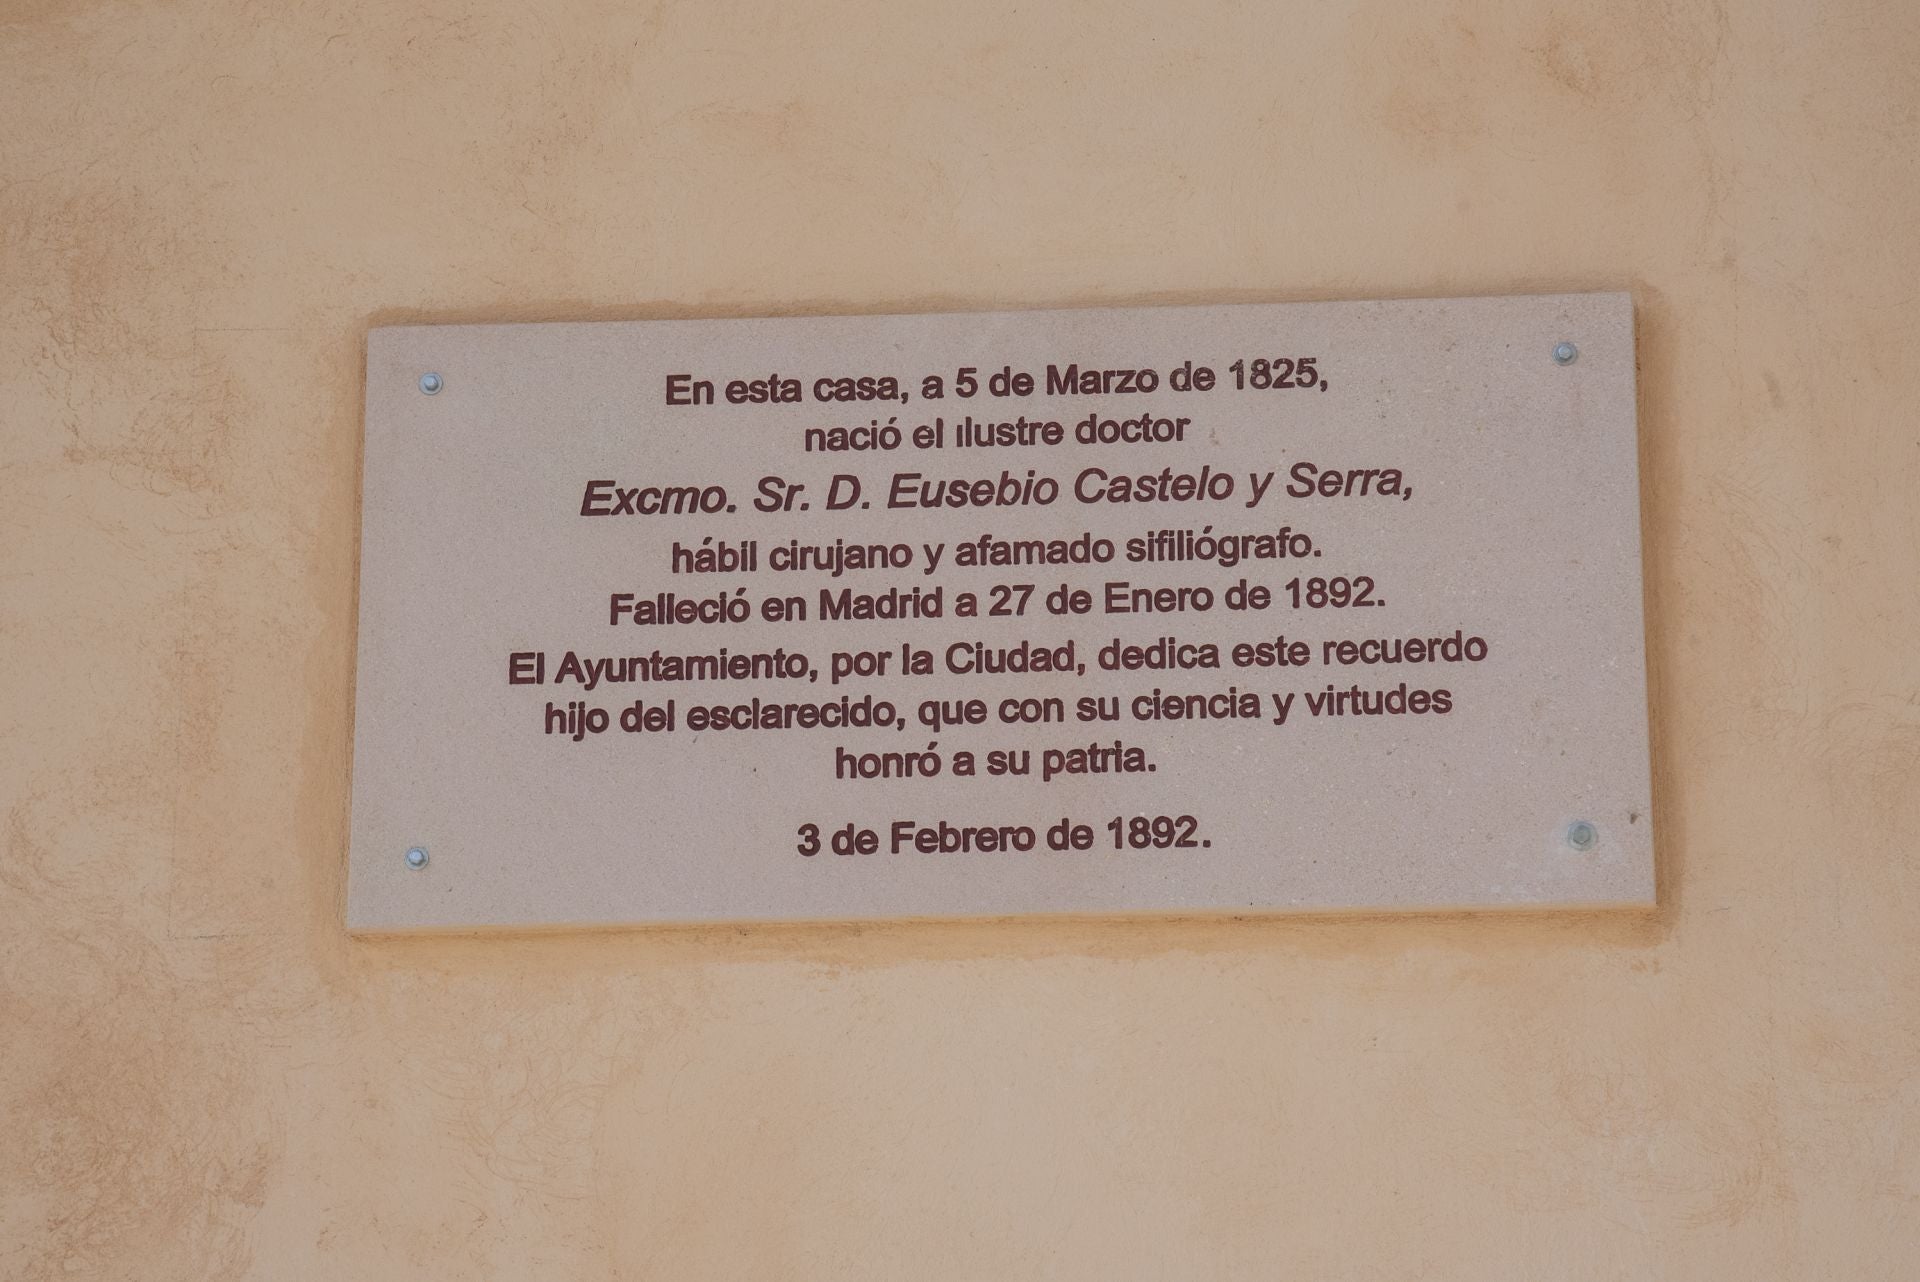 En esta casa, a 5 de Marzo de 1825,
nació el ilustre doctor
Excmo. Sr. D. Eusebio Castelo y Serra,
hábil cirujano y afamado sifiliógrafo.
Falleció en Madrid a 27 de Enero de 1892.
El Ayuntamiento, por la Ciudad, dedica este recuerdo
hijo del esclarecido, que con su ciencia y virtudes
honró a su patria.
3 de Febrero de 1892.